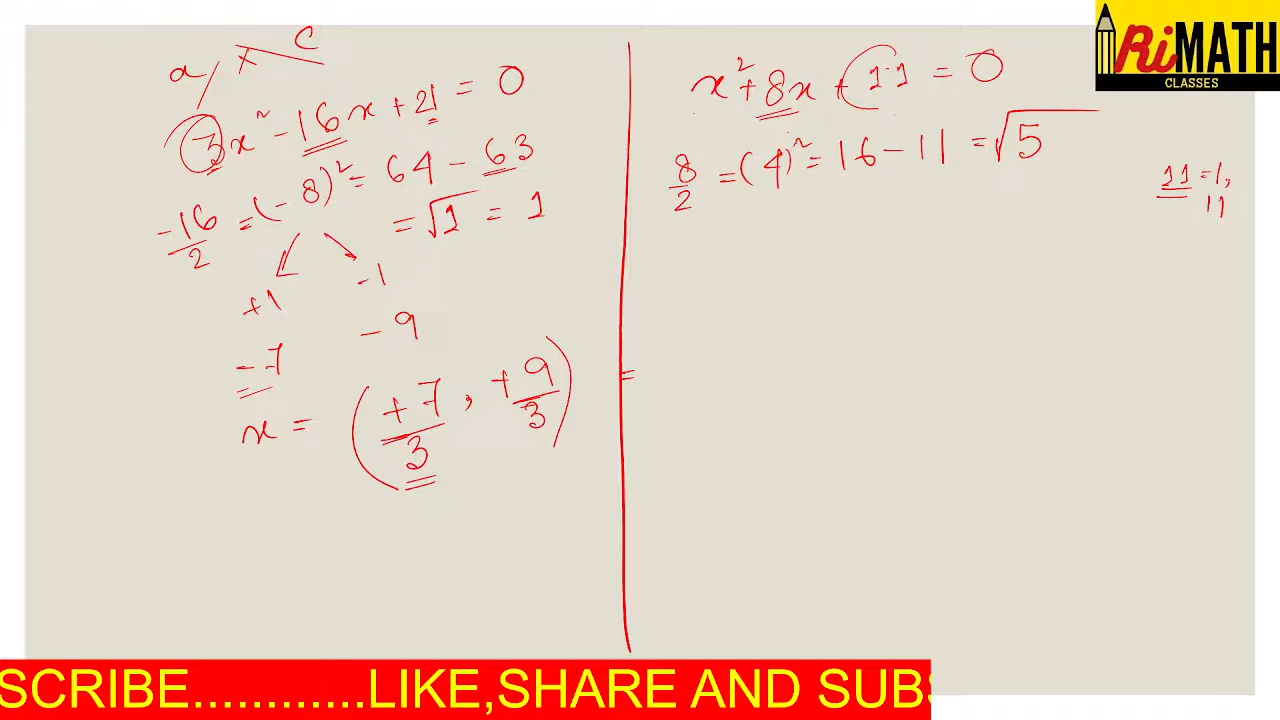 RiMATH
CLASSES
a × c
3x² - 16x + 21 = 0
-16/2 = (-8)² = 64 - 63
= √1 = 1
+1 -1
-7 -9
x = (+7/3, +9/3)
=
x² + 8x + 11 = 0
8/2 = (4)² = 16 - 11 = √5
11 = 1,
11
SCRIBE............LIKE,SHARE AND SUBS